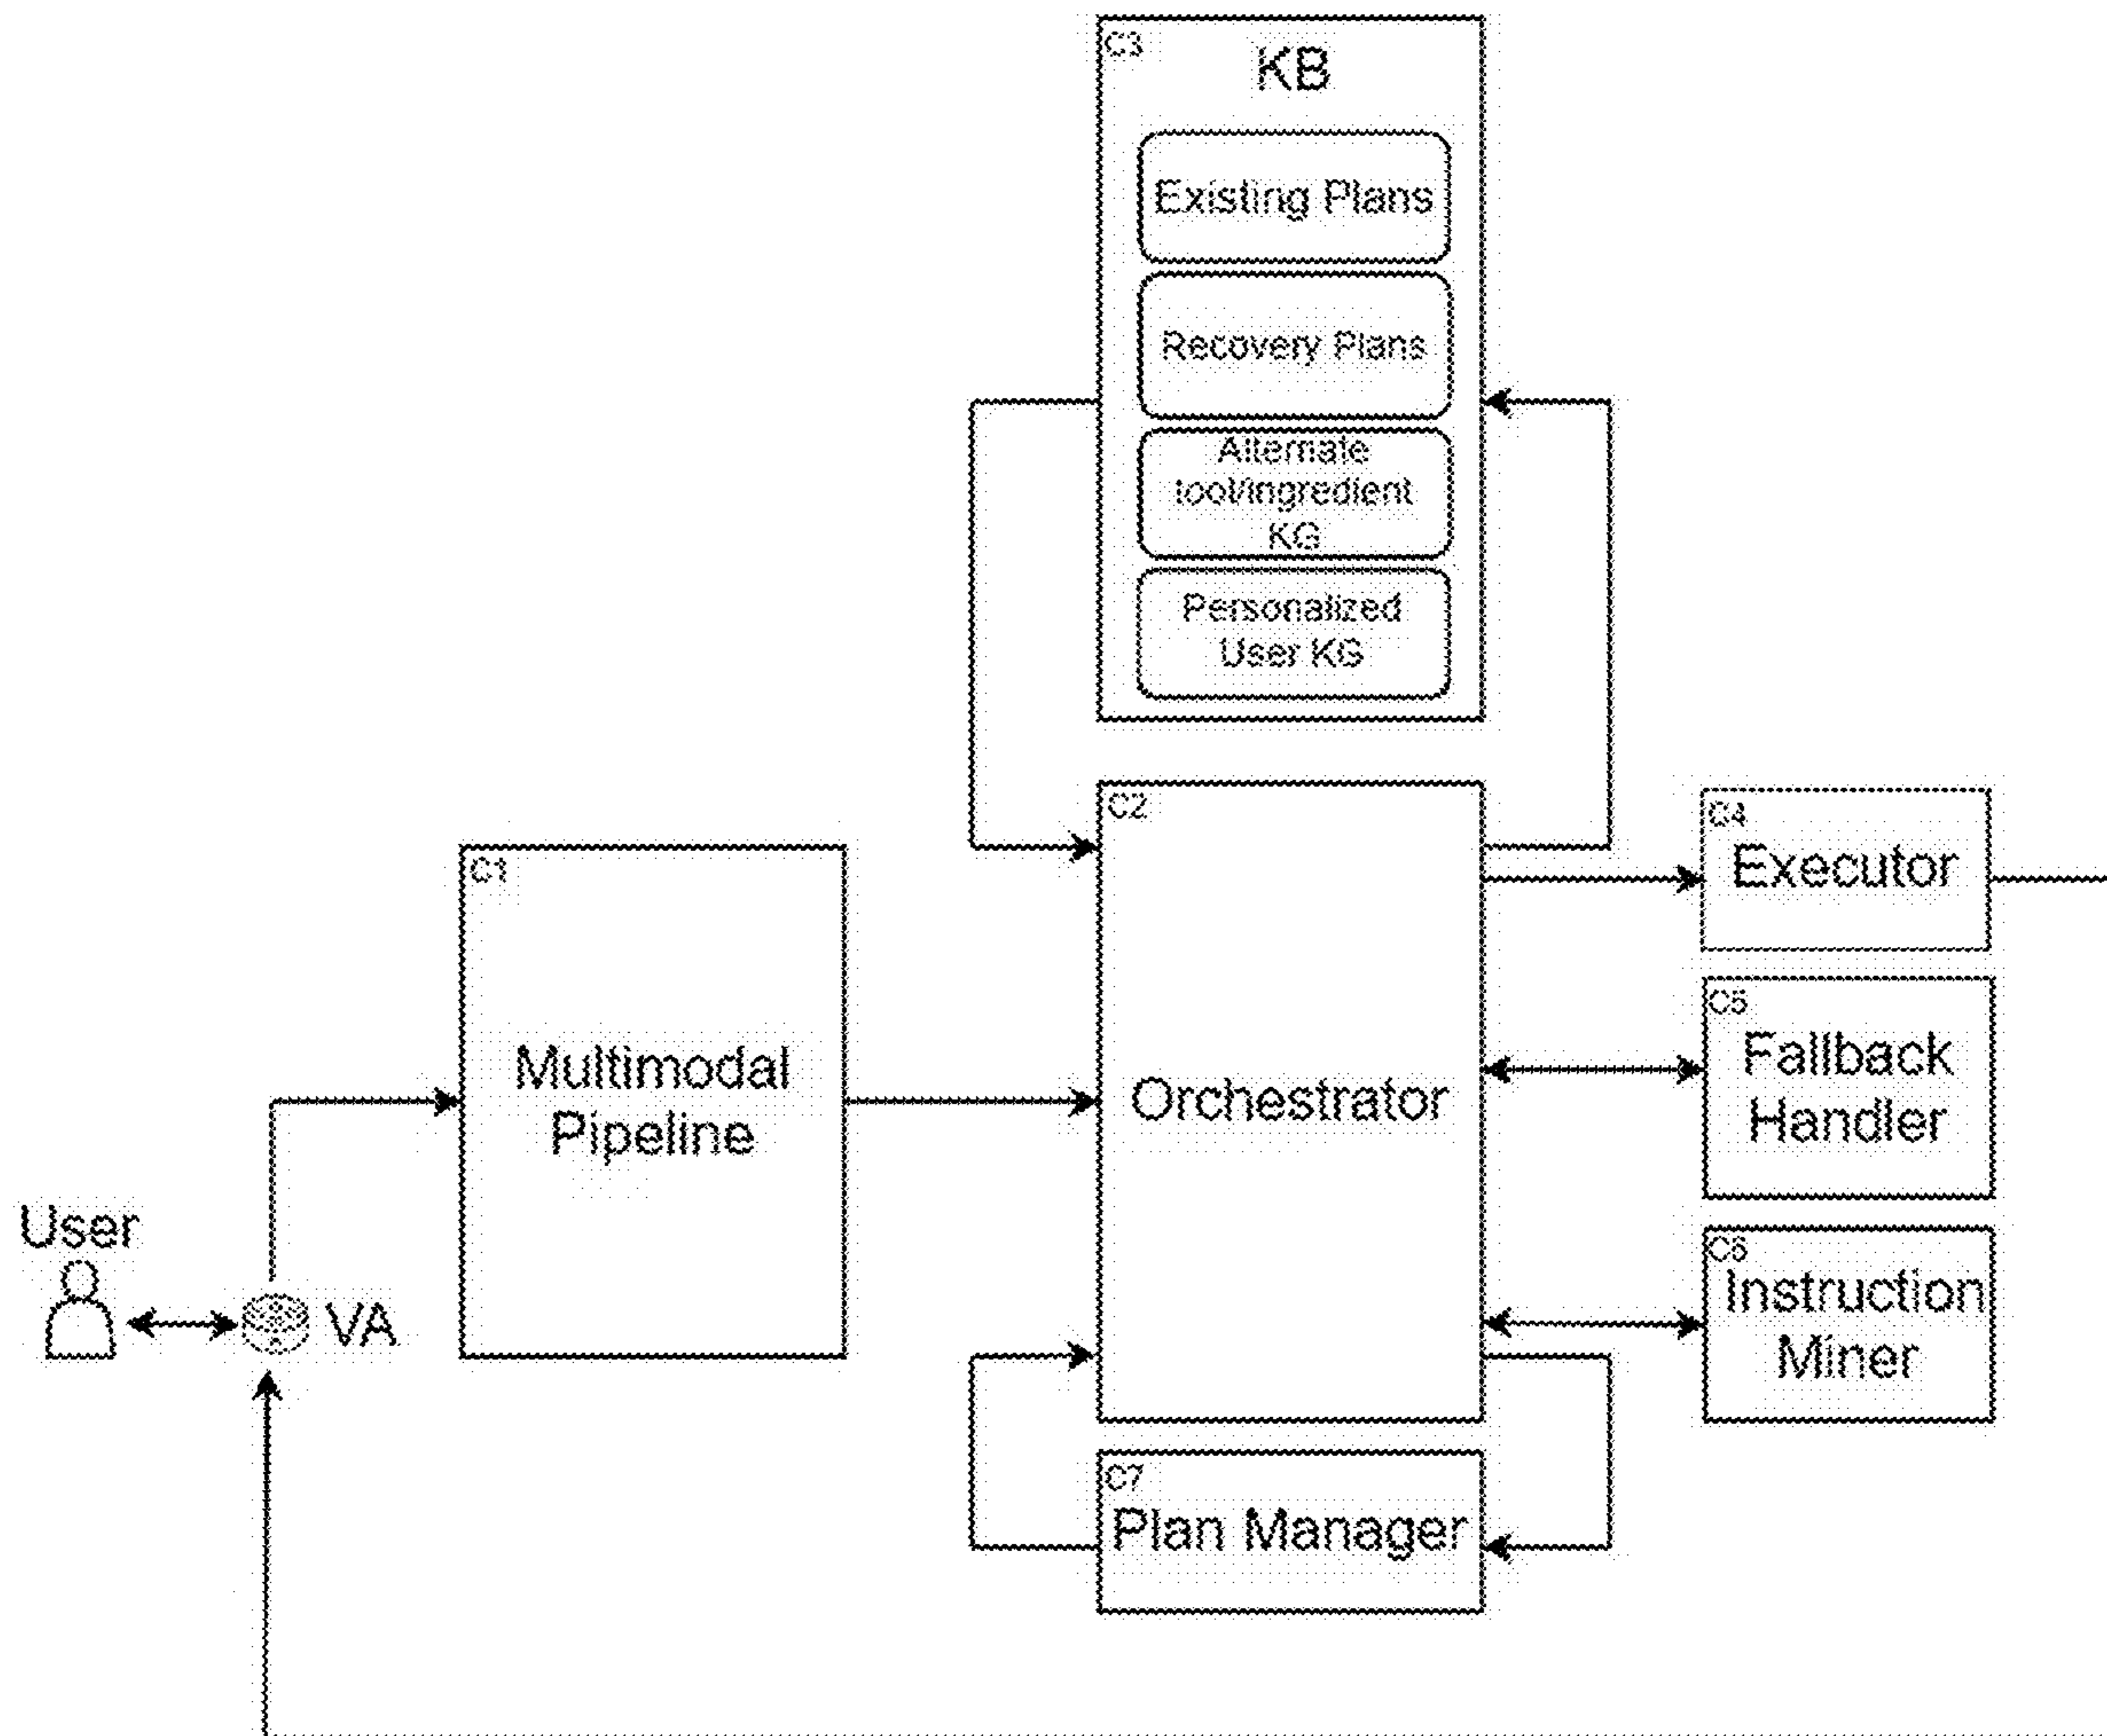 C3
KB
Existing Plans
Recovery Plans
Alternate
tool/ingredient
KG
Personalized
User KG
C2
Orchestrator
C4
Executor
C1
Multimodal
Pipeline
C5
Fallback
Handler
User
VA
C6
Instruction
Miner
C7
Plan Manager